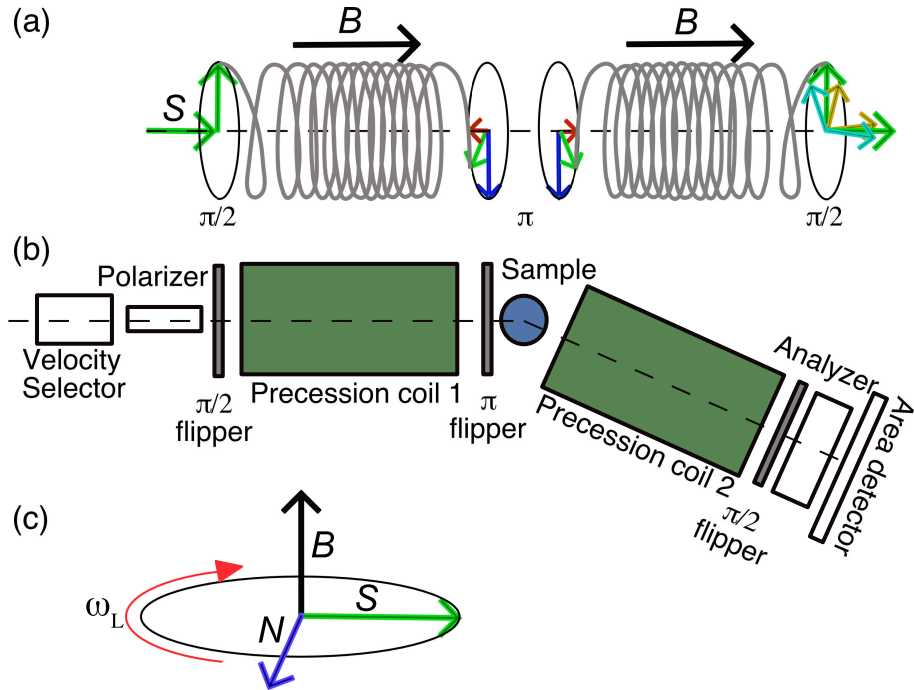 (a)
B
B
S
π/2
π
π/2
(b)
Polarizer
Sample
Velocity
Selector
π/2
flipper
Precession coil 1
π
flipper
Precession coil 2
π/2
flipper
Analyzer
Area detector
(c)
B
S
N
ωL